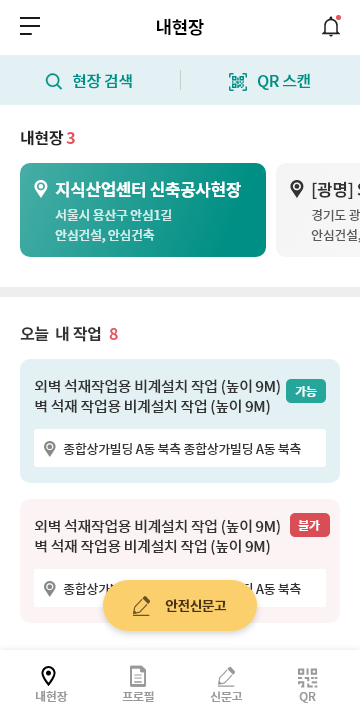 내현장
현장 검색
QR 스캔
내현장 3
지식산업센터 신축공사현장
서울시 용산구 안심1길
안심건설, 안심건축
[광명]
경기도 광
안심건설,
오늘 내 작업 8
외벽 석재작업용 비계설치 작업 (높이 9M)
벽 석재 작업용 비계설치 작업 (높이 9M)
가능
종합상가빌딩 A동 북측 종합상가빌딩 A동 북측
외벽 석재작업용 비계설치 작업 (높이 9M)
벽 석재 작업용 비계설치 작업 (높이 9M)
불가
종합상가 A동 북측
안전신문고
내현장
프로필
신문고
QR